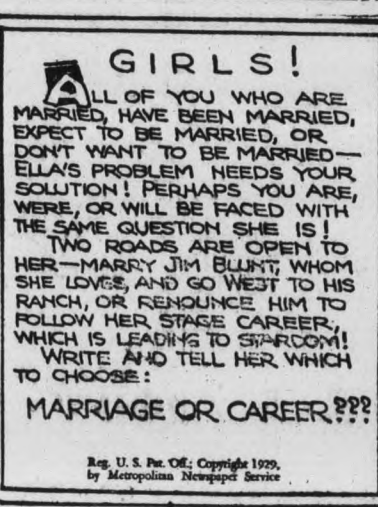 GIRLS!
ALL OF YOU WHO ARE
MARRIED, HAVE BEEN MARRIED,
EXPECT TO BE MARRIED, OR
DON'T WANT TO BE MARRIED—
ELLA'S PROBLEM NEEDS YOUR
SOLUTION! PERHAPS YOU ARE,
WERE, OR WILL BE FACED WITH
THE SAME QUESTION SHE IS!
TWO ROADS ARE OPEN TO
HER—MARRY JIM BLUNT, WHOM
SHE LOVES, AND GO WEST TO HIS
RANCH, OR RENOUNCE HIM TO
FOLLOW HER STAGE CAREER,
WHICH IS LEADING TO STARDOM!
WRITE AND TELL HER WHICH
TO CHOOSE:
MARRIAGE OR CAREER???
Reg. U. S. Pat. Off.; Copyright 1929,
by Metropolitan Newspaper Service